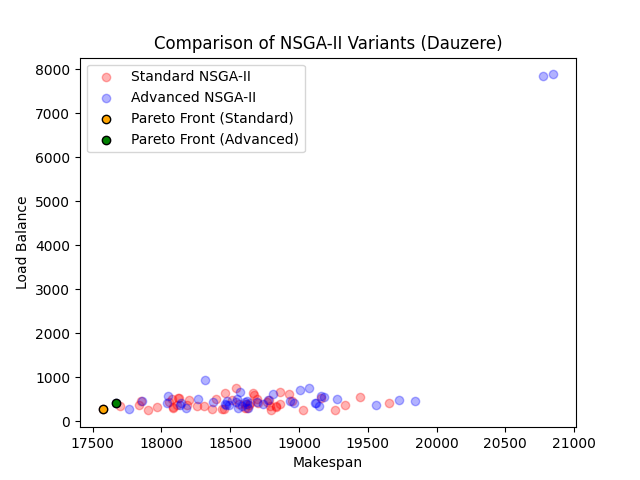 Comparison of NSGA-II Variants (Dauzere)
Standard NSGA-II
Advanced NSGA-II
Pareto Front (Standard)
Pareto Front (Advanced)
Load Balance
8000
7000
6000
5000
4000
3000
2000
1000
0
17500 18000 18500 19000 19500 20000 20500 21000
Makespan